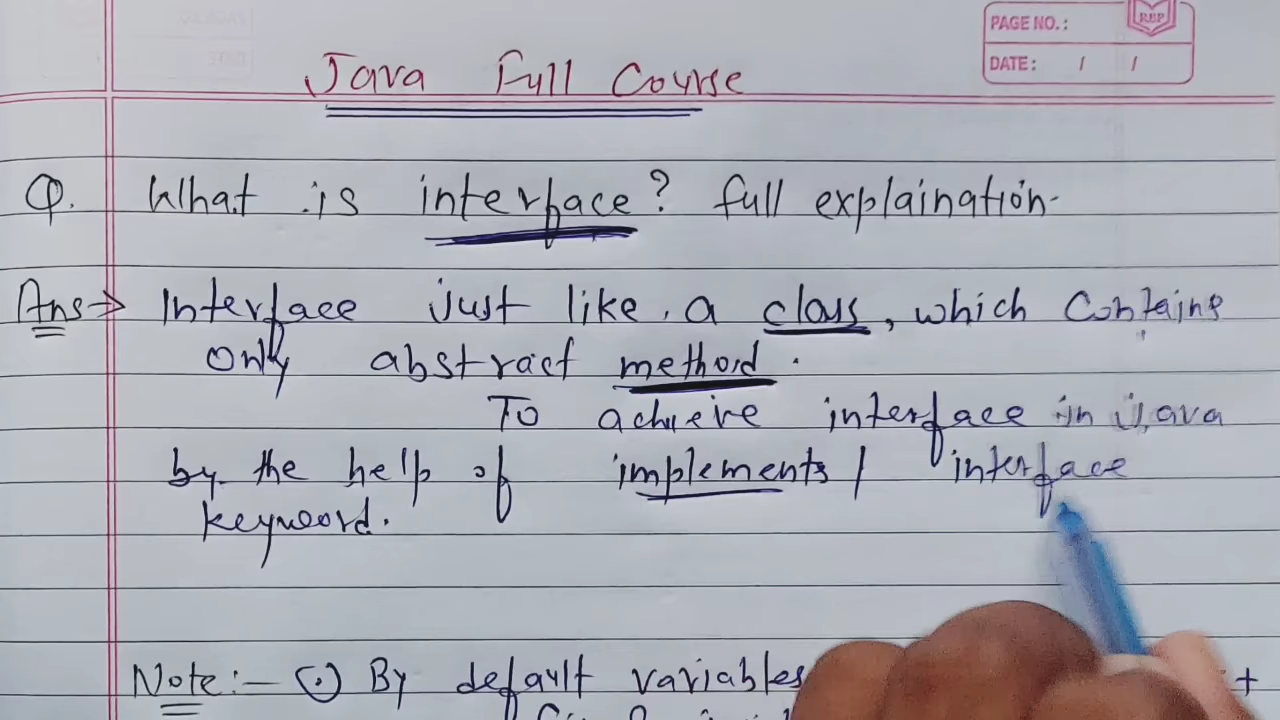 PAGE NO.:
RBP
DATE: / /
Java Full Course
Q. What is interface? full explaination.
Ans → Interface just like a class, which contains
only abstract method.
To achieve interface in Java
by the help of implements / interface
keyword.
Note:- (.) By default variables